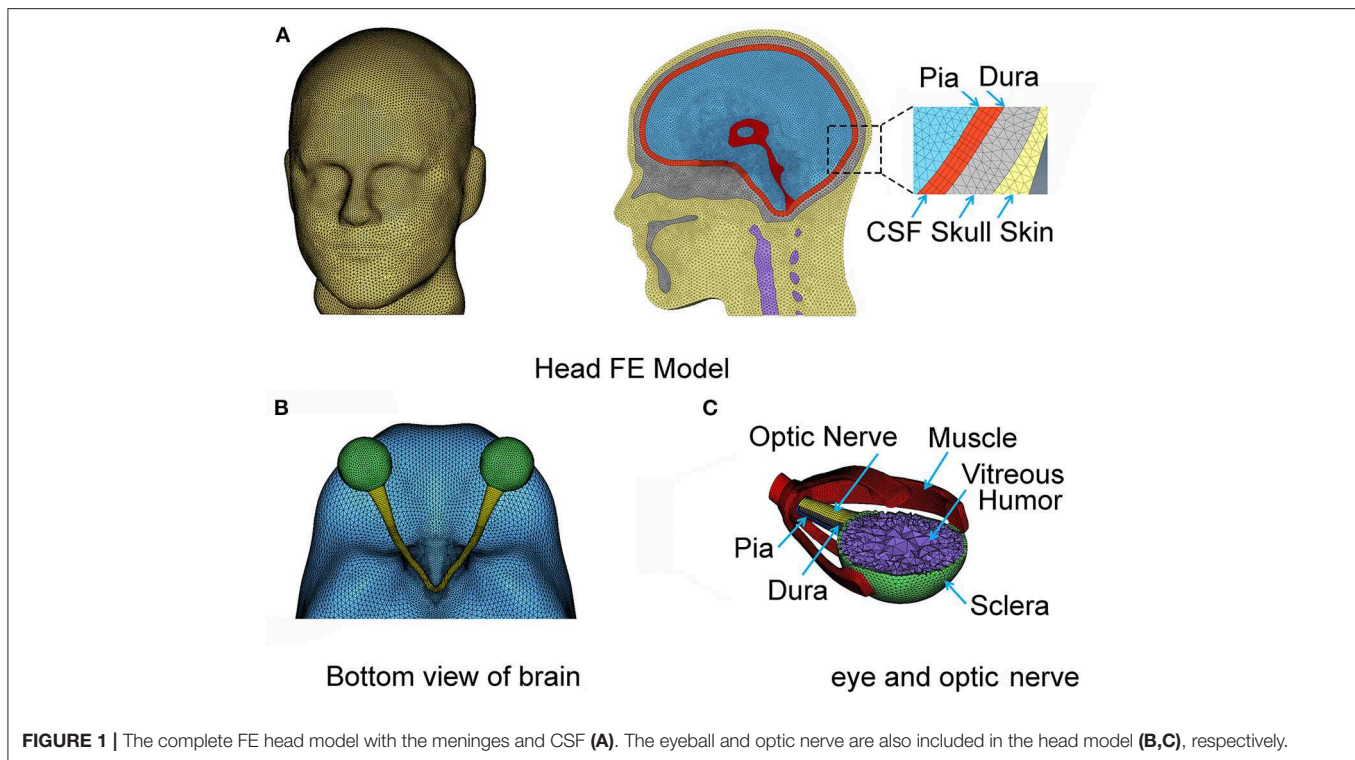 A
Pia Dura
CSF Skull Skin
Head FE Model
B
C
Optic Nerve
Muscle
Vitreous
Humor
Pia
Dura
Sclera
Bottom view of brain
eye and optic nerve
FIGURE 1 | The complete FE head model with the meninges and CSF (A). The eyeball and optic nerve are also included in the head model (B,C), respectively.